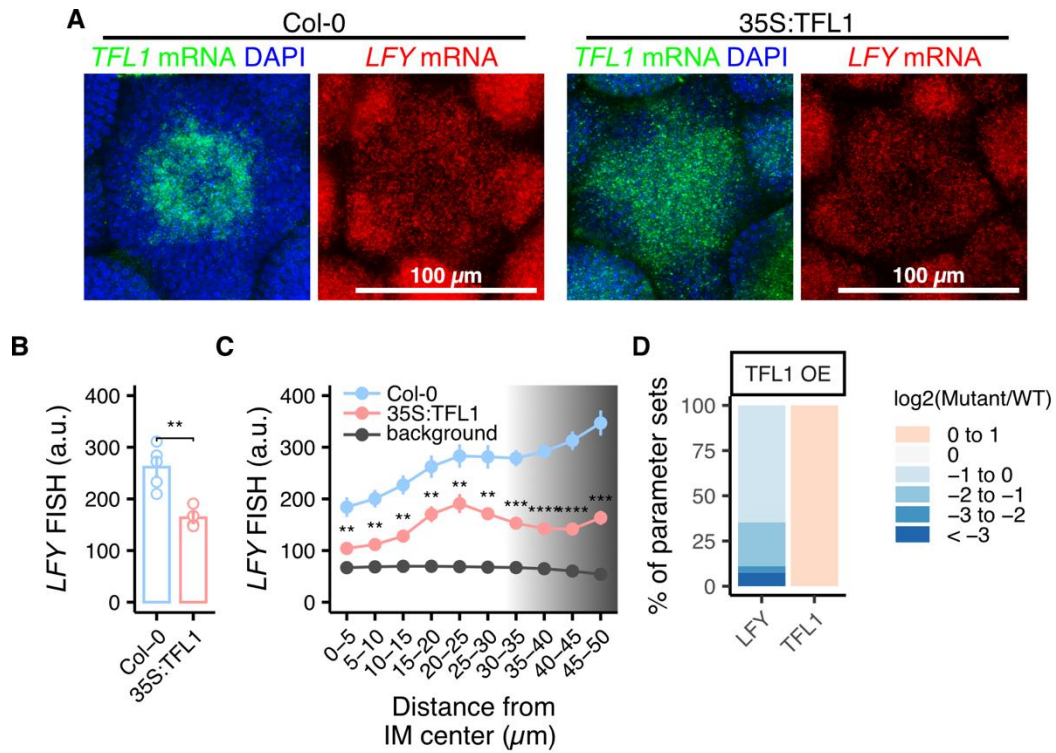 A
Col-0
35S:TFL1
TFL1 mRNA DAPI
LFY mRNA
TFL1 mRNA DAPI
LFY mRNA
100 µm
100 µm
B
LFY FISH (a.u.)
400
300
200
100
0
**
Col-0
35S:TFL1
C
LFY FISH (a.u.)
400
300
200
100
0
Col-0
35S:TFL1
background
** ** ** ** ** ** *** **** **** ***
0–5
5–10
10–15
15–20
20–25
25–30
30–35
35–40
40–45
45–50
Distance from
IM center (µm)
D
TFL1 OE
% of parameter sets
100
75
50
25
0
LFY
TFL1
log2(Mutant/WT)
0 to 1
0
−1 to 0
−2 to −1
−3 to −2
< −3